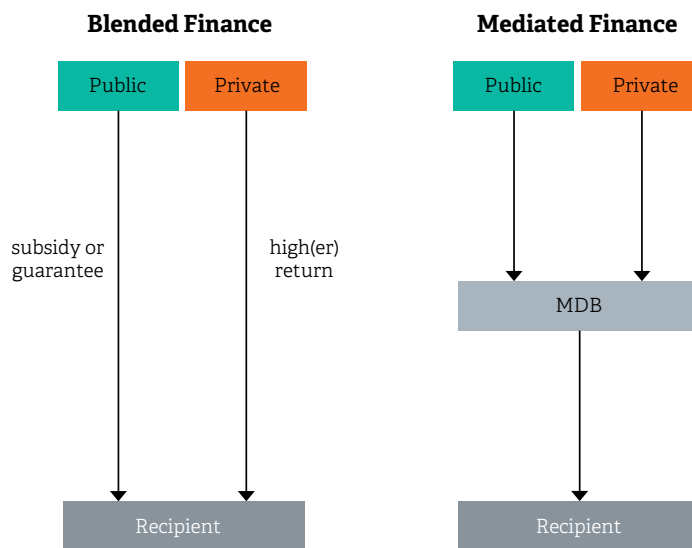 Blended Finance
Public
Private
subsidy or
guarantee
high(er)
return
Recipient
Mediated Finance
Public
Private
MDB
Recipient